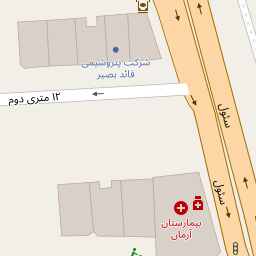 شرکت پتروشیمی
قائد بصیر
۱۲ متری دوم
سئول
سئول
بیمارستان
آرمان